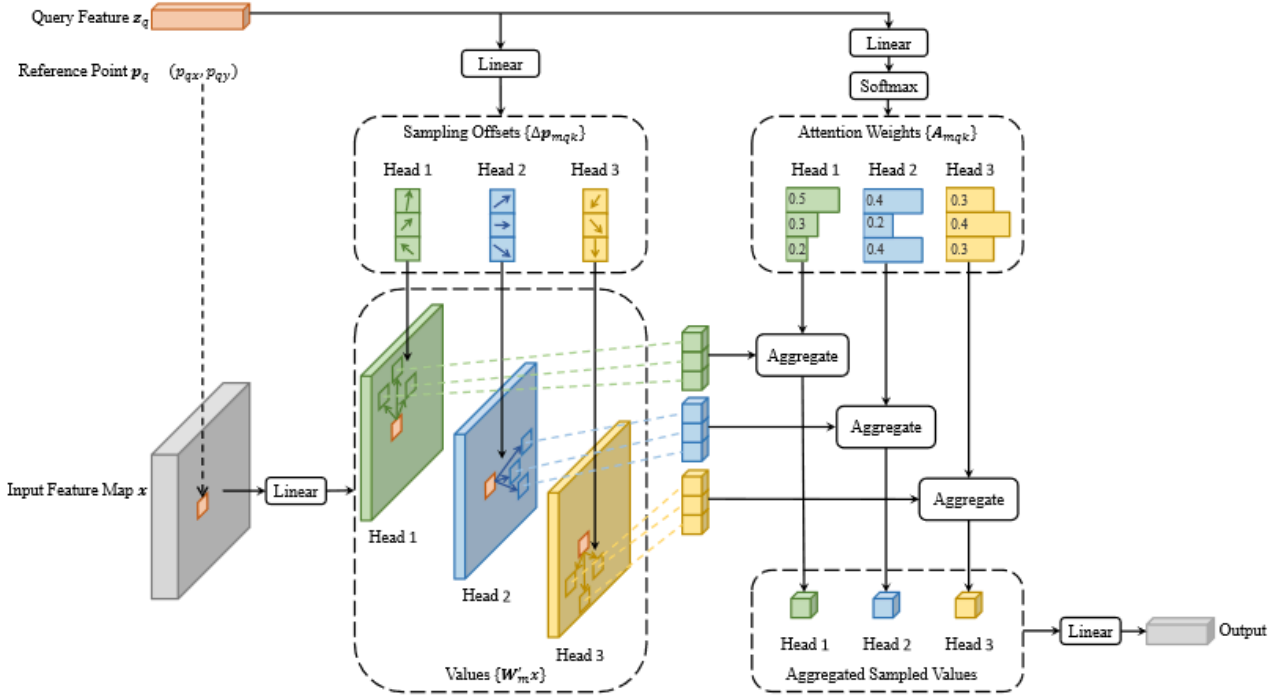 Query Feature z_q
Linear
Linear
Reference Point p_q (p_qx, p_qy)
Softmax
Sampling Offsets {Δp_mqk}
Attention Weights {A_mqk}
Head 1 Head 2 Head 3
Head 1 Head 2 Head 3
0.5 0.4 0.3
0.3 0.2 0.4
0.2 0.4 0.3
Aggregate
Aggregate
Aggregate
Input Feature Map x
Linear
Head 1
Head 2
Head 3
Values {W'_m x}
Head 1 Head 2 Head 3
Aggregated Sampled Values
Linear
Output